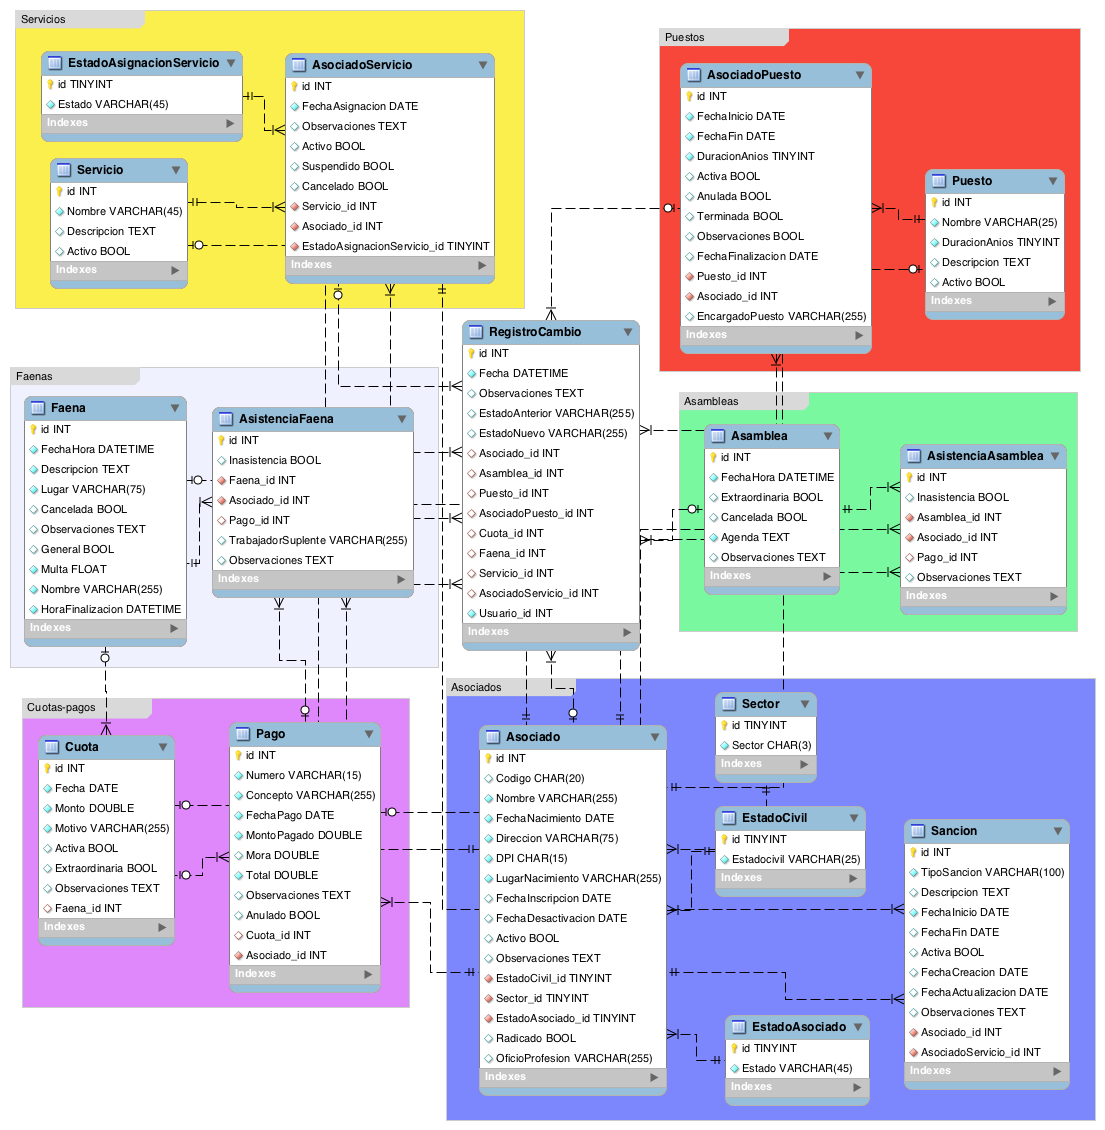 Servicios
EstadoAsignacionServicio
id TINYINT
Estado VARCHAR(45)
Indexes
Servicio
id INT
Nombre VARCHAR(45)
Descripcion TEXT
Activo BOOL
Indexes
AsociadoServicio
id INT
FechaAsignacion DATE
Observaciones TEXT
Activo BOOL
Suspendido BOOL
Cancelado BOOL
Servicio_id INT
Asociado_id INT
EstadoAsignacionServicio_id TINYINT
Indexes
Puestos
AsociadoPuesto
id INT
FechaInicio DATE
FechaFin DATE
DuracionAnios TINYINT
Activa BOOL
Anulada BOOL
Terminada BOOL
Observaciones BOOL
FechaFinalizacion DATE
Puesto_id INT
Asociado_id INT
EncargadoPuesto VARCHAR(255)
Indexes
Puesto
id INT
Nombre VARCHAR(25)
DuracionAnios TINYINT
Descripcion TEXT
Activo BOOL
Indexes
RegistroCambio
id INT
Fecha DATETIME
Observaciones TEXT
EstadoAnterior VARCHAR(255)
EstadoNuevo VARCHAR(255)
Asociado_id INT
Asamblea_id INT
Puesto_id INT
AsociadoPuesto_id INT
Cuota_id INT
Faena_id INT
Servicio_id INT
AsociadoServicio_id INT
Usuario_id INT
Indexes
Faenas
Faena
id INT
FechaHora DATETIME
Descripcion TEXT
Lugar VARCHAR(75)
Cancelada BOOL
Observaciones TEXT
General BOOL
Multa FLOAT
Nombre VARCHAR(255)
HoraFinalizacion DATETIME
Indexes
AsistenciaFaena
id INT
Inasistencia BOOL
Faena_id INT
Asociado_id INT
Pago_id INT
TrabajadorSuplente VARCHAR(255)
Observaciones TEXT
Indexes
Asambleas
Asamblea
id INT
FechaHora DATETIME
Extraordinaria BOOL
Cancelada BOOL
Agenda TEXT
Observaciones TEXT
Indexes
AsistenciaAsamblea
id INT
Inasistencia BOOL
Asamblea_id INT
Asociado_id INT
Pago_id INT
Observaciones TEXT
Indexes
Cuotas-pagos
Cuota
id INT
Fecha DATE
Monto DOUBLE
Motivo VARCHAR(255)
Activa BOOL
Extraordinaria BOOL
Observaciones TEXT
Faena_id INT
Indexes
Pago
id INT
Numero VARCHAR(15)
Concepto VARCHAR(255)
FechaPago DATE
MontoPagado DOUBLE
Mora DOUBLE
Total DOUBLE
Observaciones TEXT
Anulado BOOL
Cuota_id INT
Asociado_id INT
Indexes
Asociados
Asociado
id INT
Codigo CHAR(20)
Nombre VARCHAR(255)
FechaNacimiento DATE
Direccion VARCHAR(75)
DPI CHAR(15)
LugarNacimiento VARCHAR(255)
FechaInscripcion DATE
FechaDesactivacion DATE
Activo BOOL
Observaciones TEXT
EstadoCivil_id TINYINT
Sector_id TINYINT
EstadoAsociado_id TINYINT
Radicado BOOL
OficioProfesion VARCHAR(255)
Indexes
Sector
id TINYINT
Sector CHAR(3)
Indexes
EstadoCivil
id TINYINT
Estadocivil VARCHAR(25)
Indexes
EstadoAsociado
id TINYINT
Estado VARCHAR(45)
Indexes
Sancion
id INT
TipoSancion VARCHAR(100)
Descripcion TEXT
FechaInicio DATE
FechaFin DATE
Activa BOOL
FechaCreacion DATE
FechaActualizacion DATE
Observaciones TEXT
Asociado_id INT
AsociadoServicio_id INT
Indexes